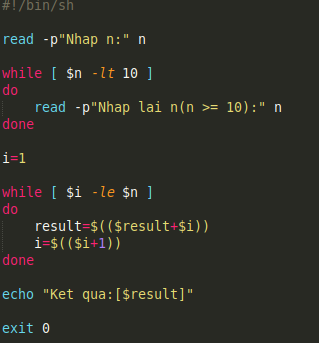 #!/bin/sh
read -p"Nhap n:" n
while [ $n -lt 10 ]
do
    read -p"Nhap lai n(n >= 10):" n
done
i=1
while [ $i -le $n ]
do
    result=$(($result+$i))
    i=$(($i+1))
done
echo "Ket qua:[$result]"
exit 0